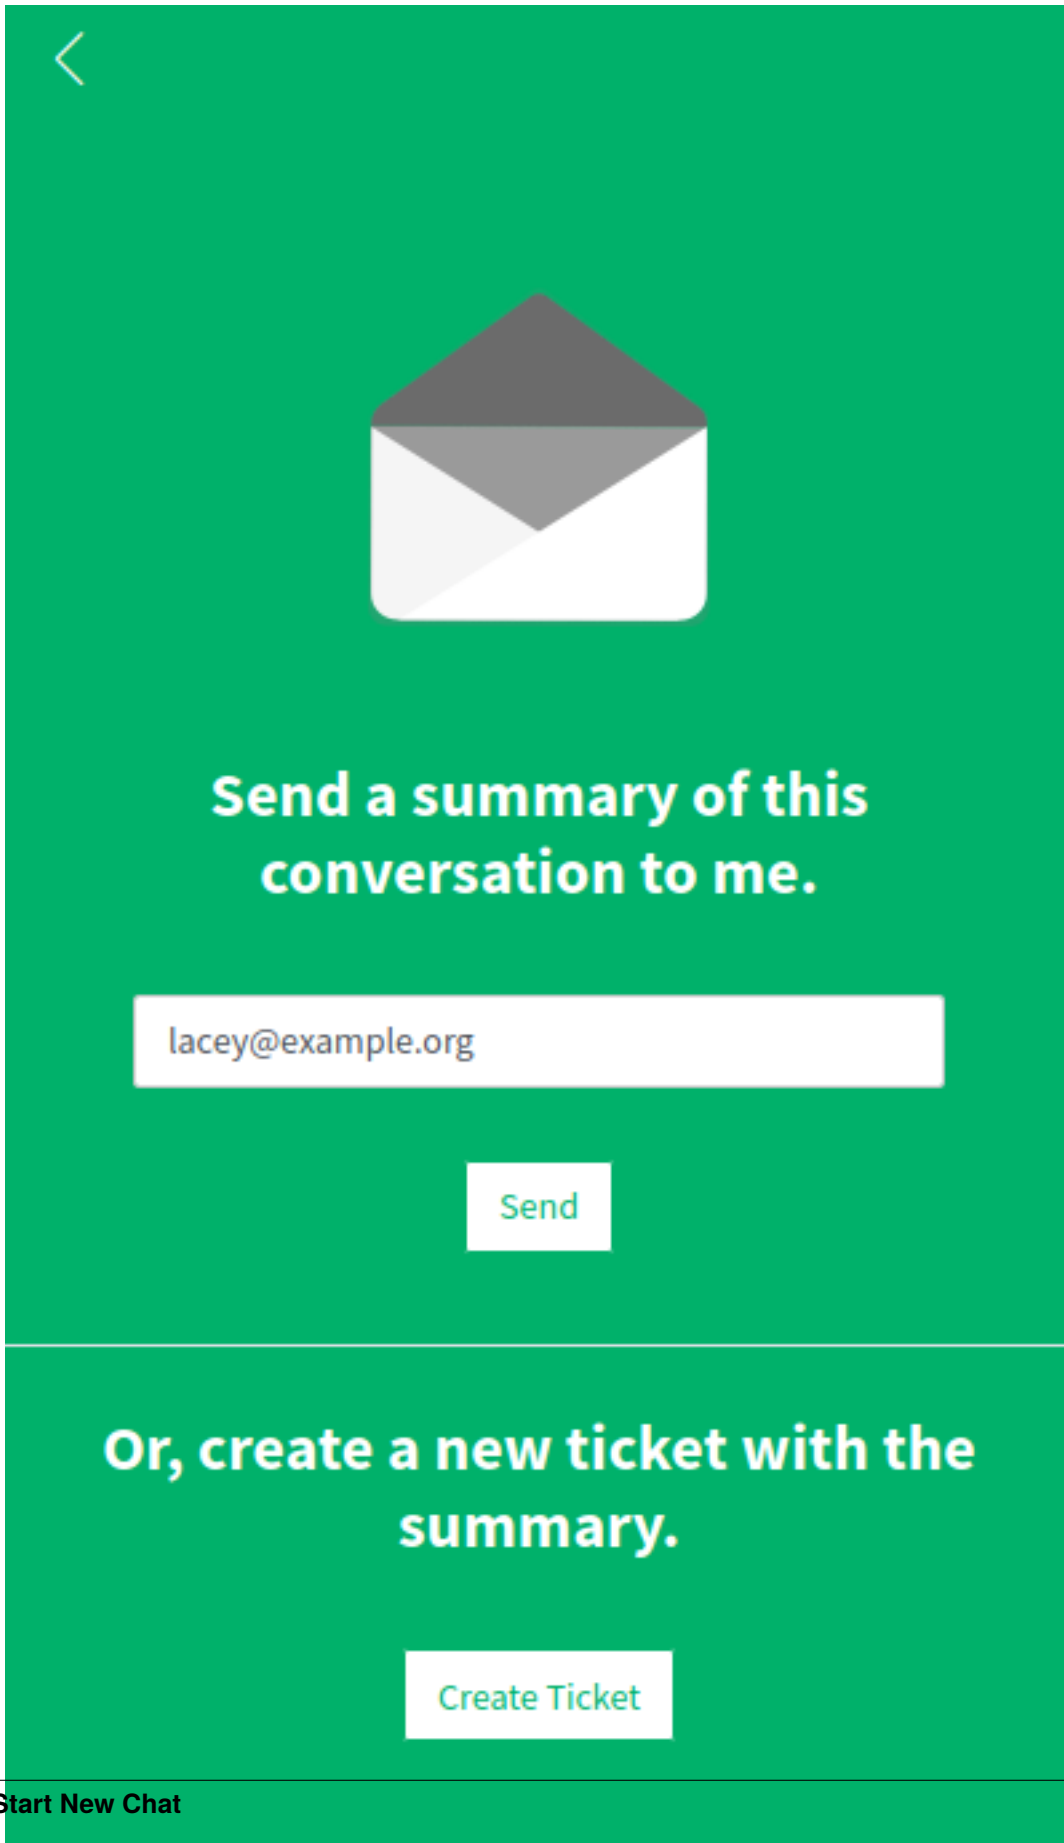 Send a summary of this
conversation to me.
lacey@example.org
Send
Or, create a new ticket with the
summary.
Create Ticket
Start New Chat